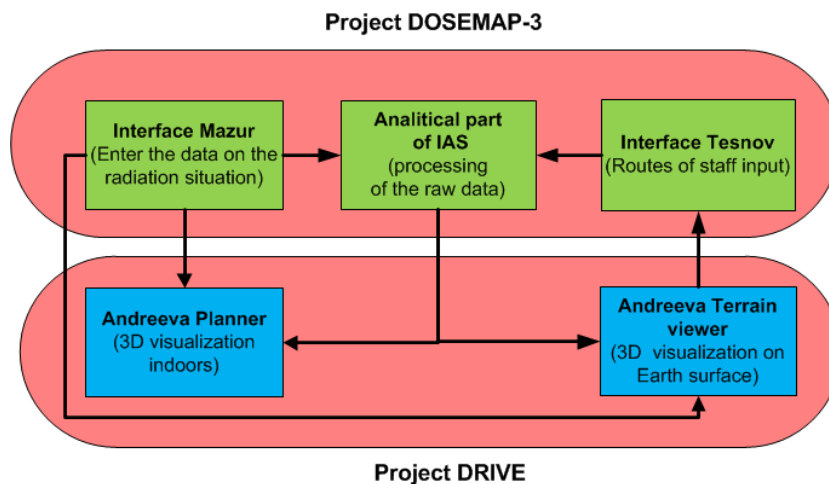 Project DOSEMAP-3
Interface Mazur
(Enter the data on the
radiation situation)
Analitical part
of IAS
(processing
of the raw data)
Interface Tesnov
(Routes of staff input)
Andreeva Planner
(3D visualization
indoors)
Andreeva Terrain
viewer
(3D visualization on
Earth surface)
Project DRIVE